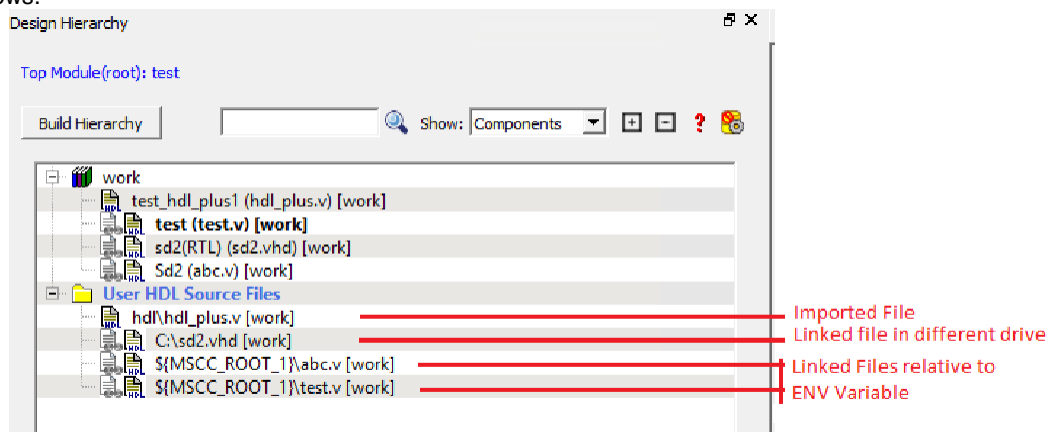 ows:
Design Hierarchy
Top Module(root): test
Build Hierarchy Show: Components
work
test_hdl_plus1 (hdl_plus.v) [work]
test (test.v) [work]
sd2(RTL) (sd2.vhd) [work]
Sd2 (abc.v) [work]
User HDL Source Files
hdl\hdl_plus.v [work] Imported File
C:\sd2.vhd [work] Linked file in different drive
${MSCC_ROOT_1}\abc.v [work] Linked Files relative to
${MSCC_ROOT_1}\test.v [work] ENV Variable